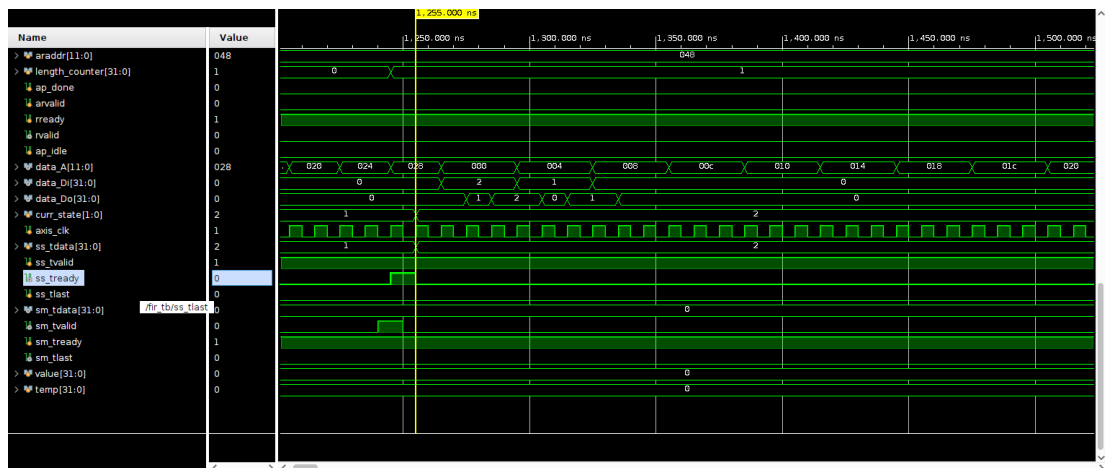 1,255.000 ns
Name Value
1,250.000 ns 1,300.000 ns 1,350.000 ns 1,400.000 ns 1,450.000 ns 1,500.000 ns
araddr[11:0] 048 048
length_counter[31:0] 1 0 1
ap_done 0
arvalid 0
rready 1
rvalid 0
ap_idle 0
data_A[11:0] 028 020 024 028 000 004 008 00c 010 014 018 01c 020
data_Di[31:0] 0 0 2 1 0
data_Do[31:0] 0 0 1 2 0 1 0
curr_state[1:0] 2 1 2
axis_clk 1
ss_tdata[31:0] 2 1 2
ss_tvalid 1
ss_tready 0
ss_tlast 0
sm_tdata[31:0] /fir_tb/ss_tlast 0 0
sm_tvalid 0
sm_tready 1
sm_tlast 0
value[31:0] 0 0
temp[31:0] 0 0